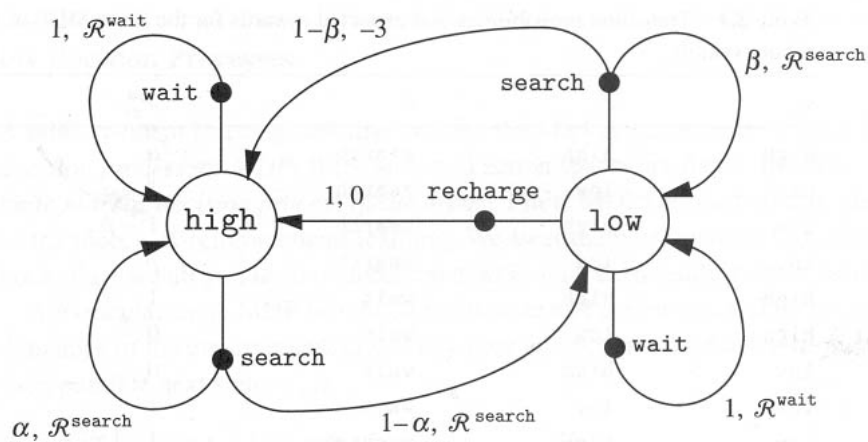 1, ℛ^wait
1−β, −3
wait
search
β, ℛ^search
high
1, 0
recharge
low
search
wait
α, ℛ^search
1−α, ℛ^search
1, ℛ^wait